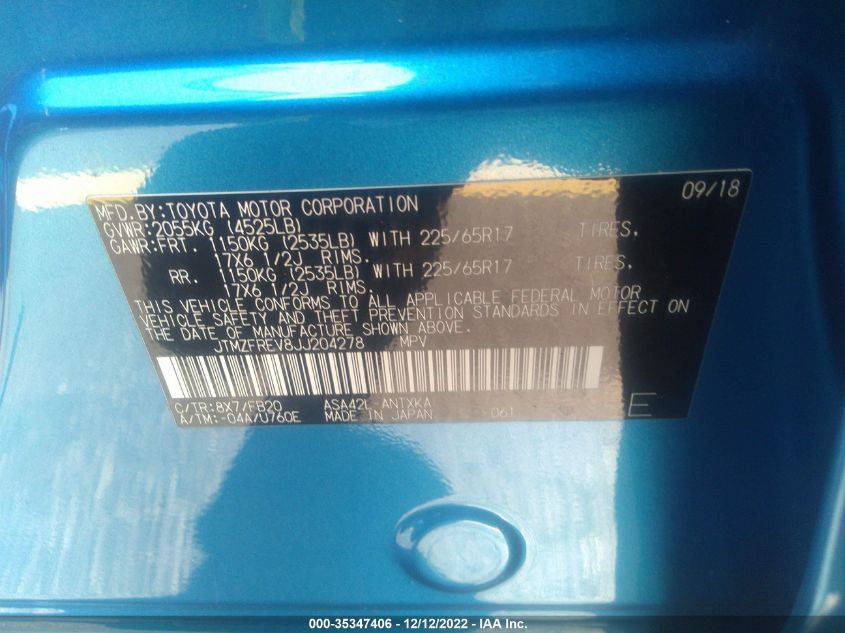 09/18
MFD. BY:TOYOTA MOTOR CORPORATION
GVWR:2055KG (4525LB)
GAWR:FRT. 1150KG (2535LB) WITH 225/65R17 TIRES,
17X6 1/2J RIMS.
RR. 1150KG (2535LB) WITH 225/65R17 TIRES,
17X6 1/2J RIMS.
THIS VEHICLE CONFORMS TO ALL APPLICABLE FEDERAL MOTOR
VEHICLE SAFETY AND THEFT PREVENTION STANDARDS IN EFFECT ON
THE DATE OF MANUFACTURE SHOWN ABOVE.
JTMZFREV8JJ204278 MPV
C/TR:8X7/FB20 ASA42L-ANTXKA
A/TM:-04A/U760E MADE IN JAPAN -061 E
000-35347406 - 12/12/2022 - IAA Inc.